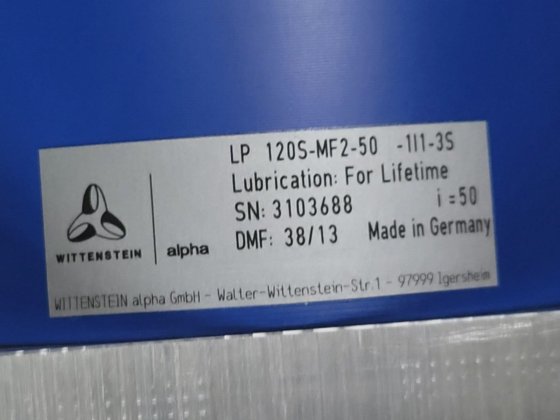 LP 120S-MF2-50 -1I1-3S
Lubrication: For Lifetime
SN: 3103688 i =50
DMF: 38/13 Made in Germany
WITTENSTEIN alpha
WITTENSTEIN alpha GmbH - Walter-Wittenstein-Str.1 - 97999 Igersheim